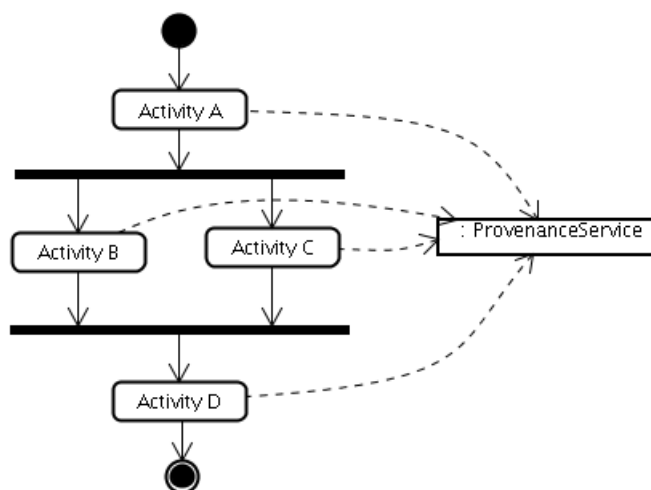 Activity A
: ProvenanceService
Activity B
Activity C
Activity D